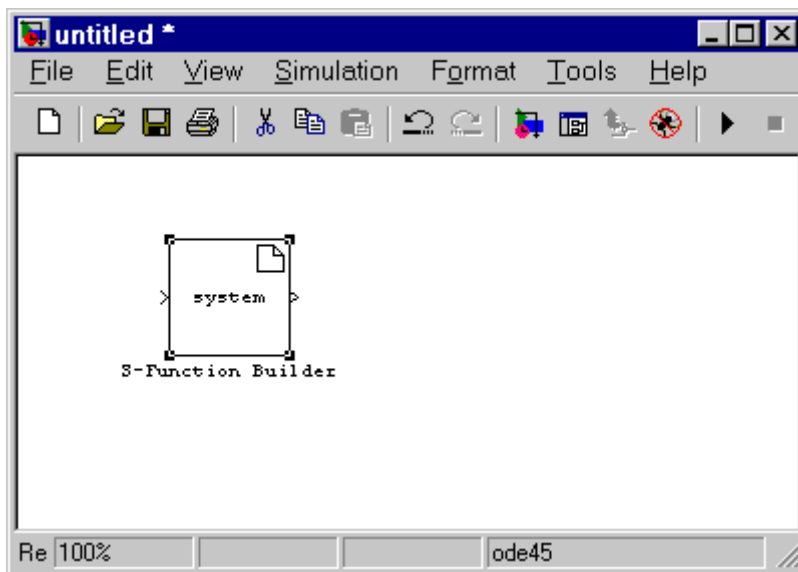 untitled *
File Edit View Simulation Format Tools Help
system
S-Function Builder
Re 100% ode45